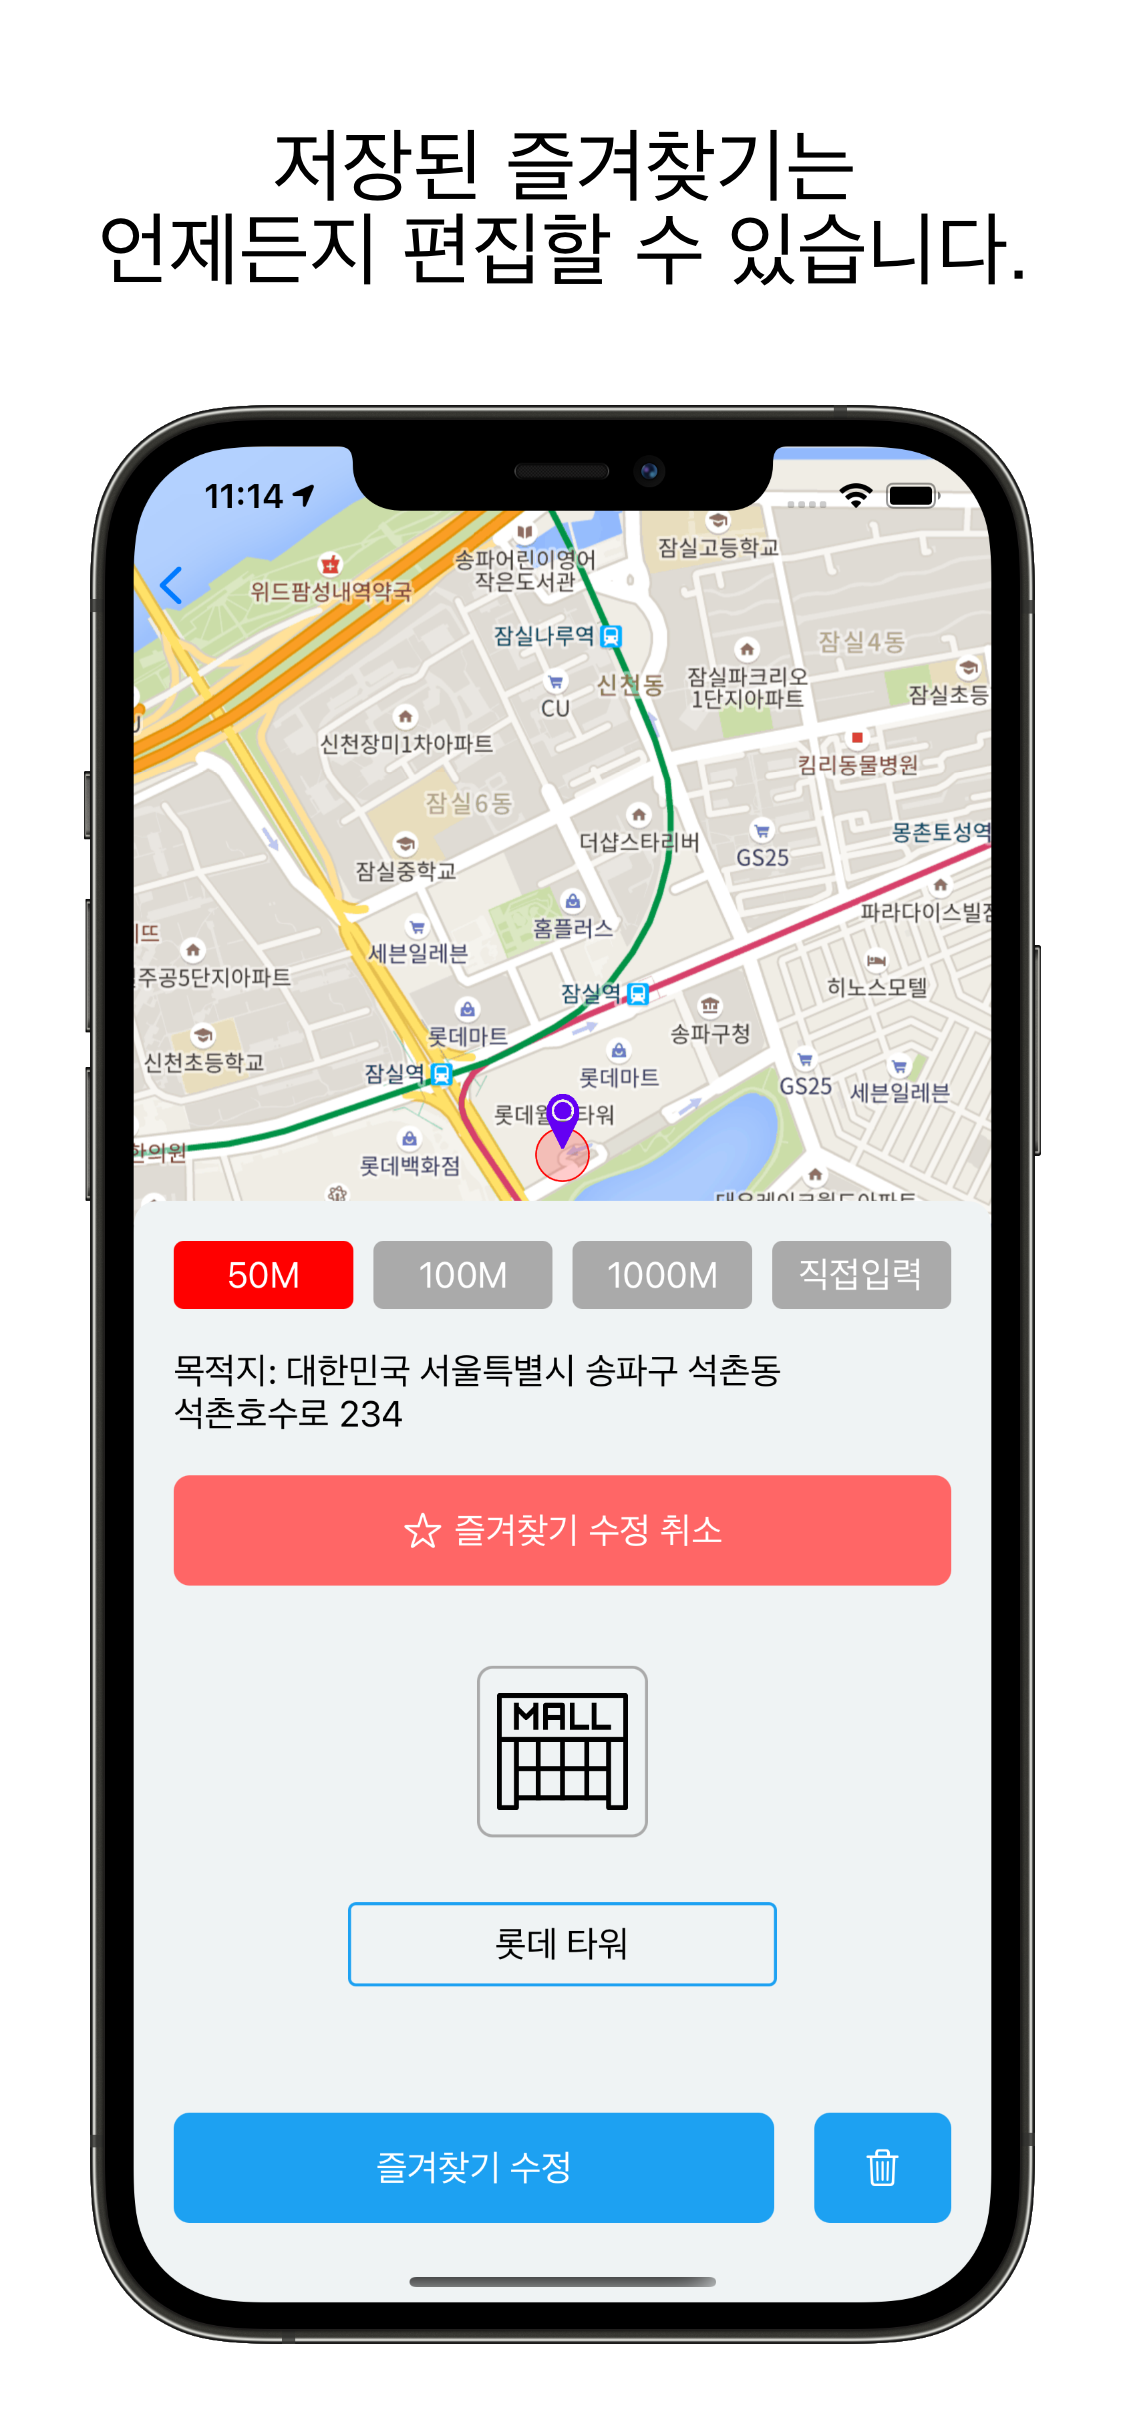 저장된 즐겨찾기는
언제든지 편집할 수 있습니다.
11:14
송파어린이영어
작은도서관
잠실고등학교
위드팜성내역약국
잠실나루역
잠실4동
신천동
잠실파크리오
1단지아파트
잠실초등
CU
신천장미1차아파트
킴리동물병원
잠실6동
더샵스타리버
GS25
몽촌토성역
잠실중학교
파라다이스빌
홈플러스
세븐일레븐
주공5단지아파트
잠실역
히노스모텔
롯데마트
송파구청
신천초등학교
잠실역
롯데마트
GS25
세븐일레븐
롯데월 타워
한의원
롯데백화점
대우레이크월드아파트
50M
100M
1000M
직접입력
목적지: 대한민국 서울특별시 송파구 석촌동
석촌호수로 234
즐겨찾기 수정 취소
MALL
롯데 타워
즐겨찾기 수정